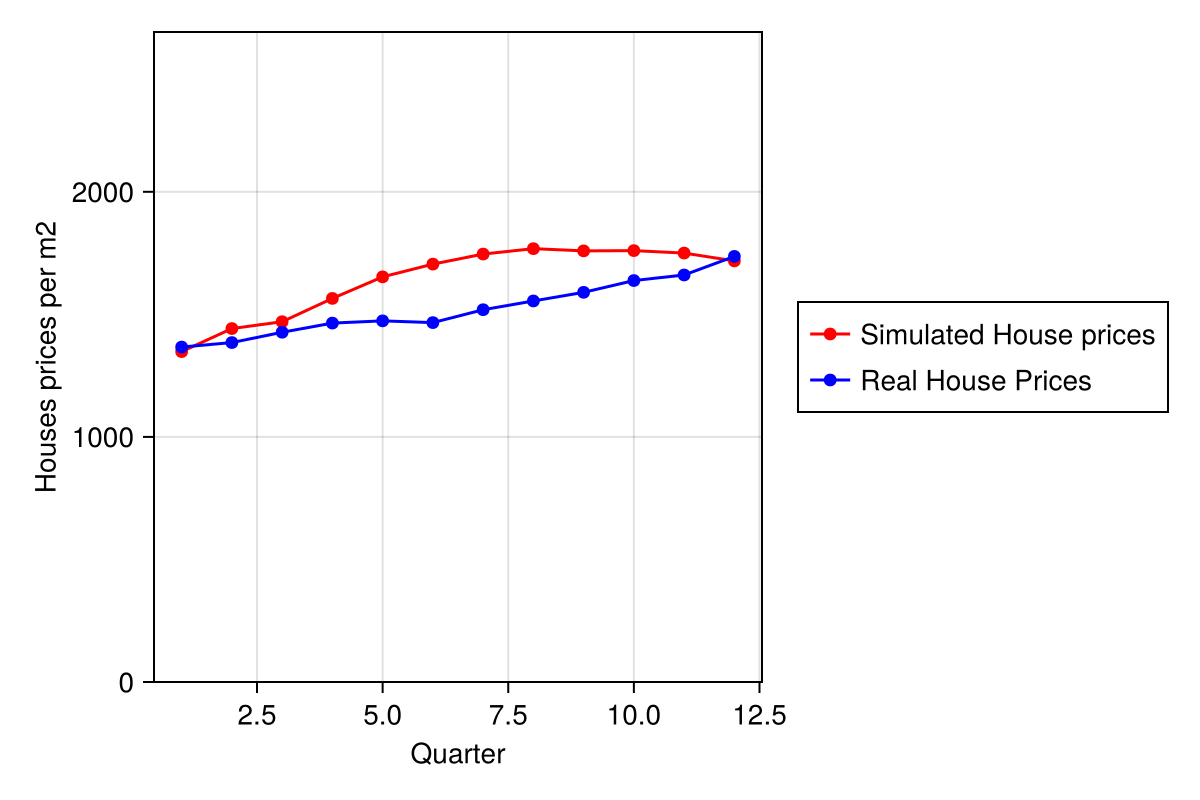 Houses prices per m2
2000
1000
0
2.5 5.0 7.5 10.0 12.5
Quarter
Simulated House prices
Real House Prices